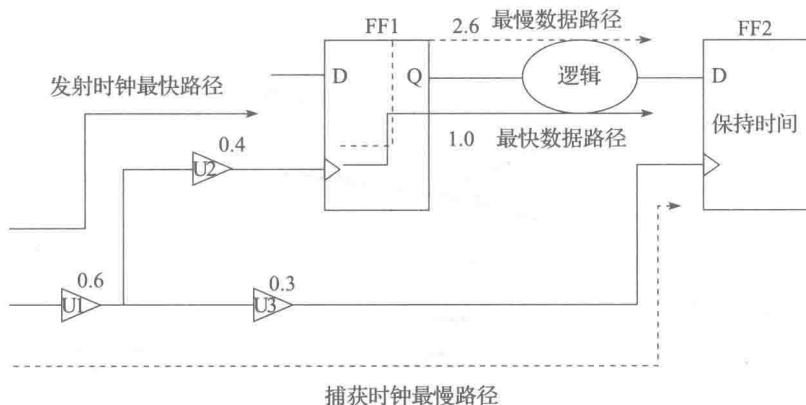 FF1
2.6 最慢数据路径
FF2
D
Q
逻辑
D
发射时钟最快路径
保持时间
1.0 最快数据路径
0.4
U2
0.6
U1
0.3
U3
捕获时钟最慢路径